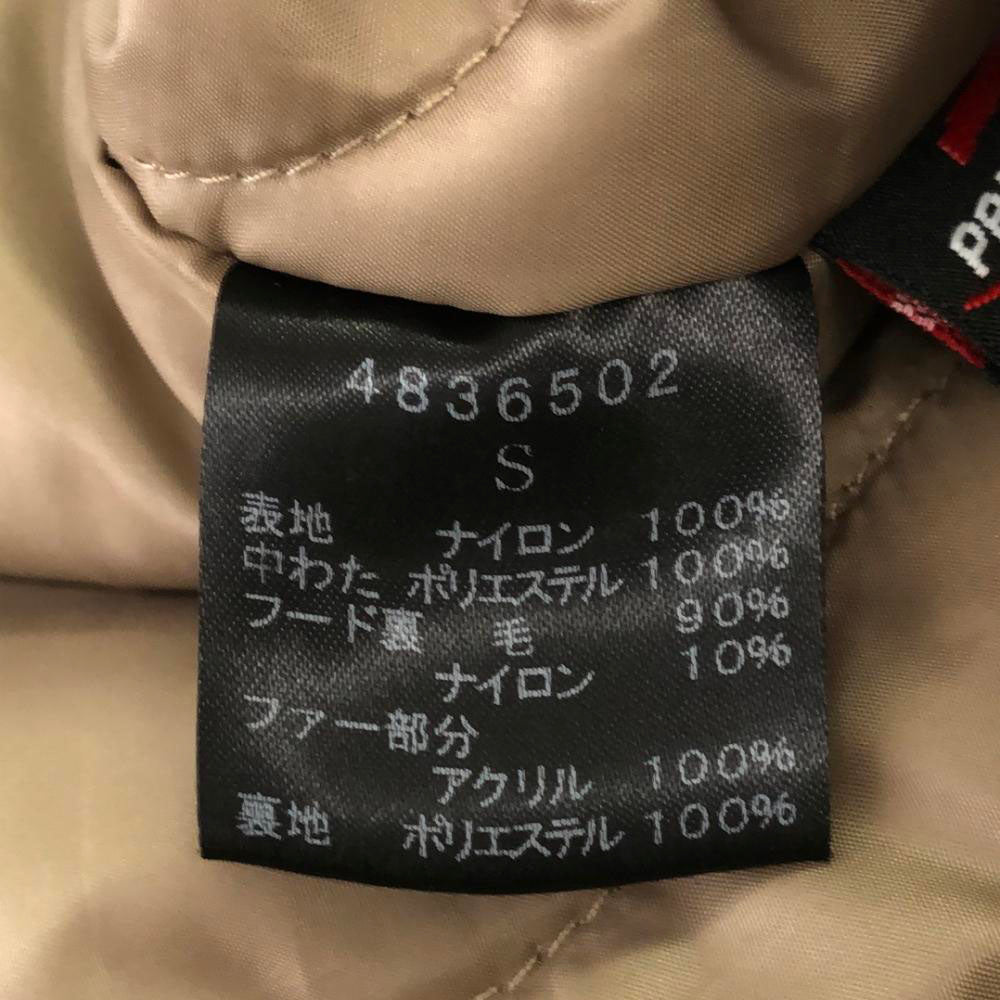 4836502
S
表地 ナイロン 100%
中わた ポリエステル 100%
フード裏 毛 90%
ナイロン 10%
ファー部分
アクリル 100%
裏地 ポリエステル 100%